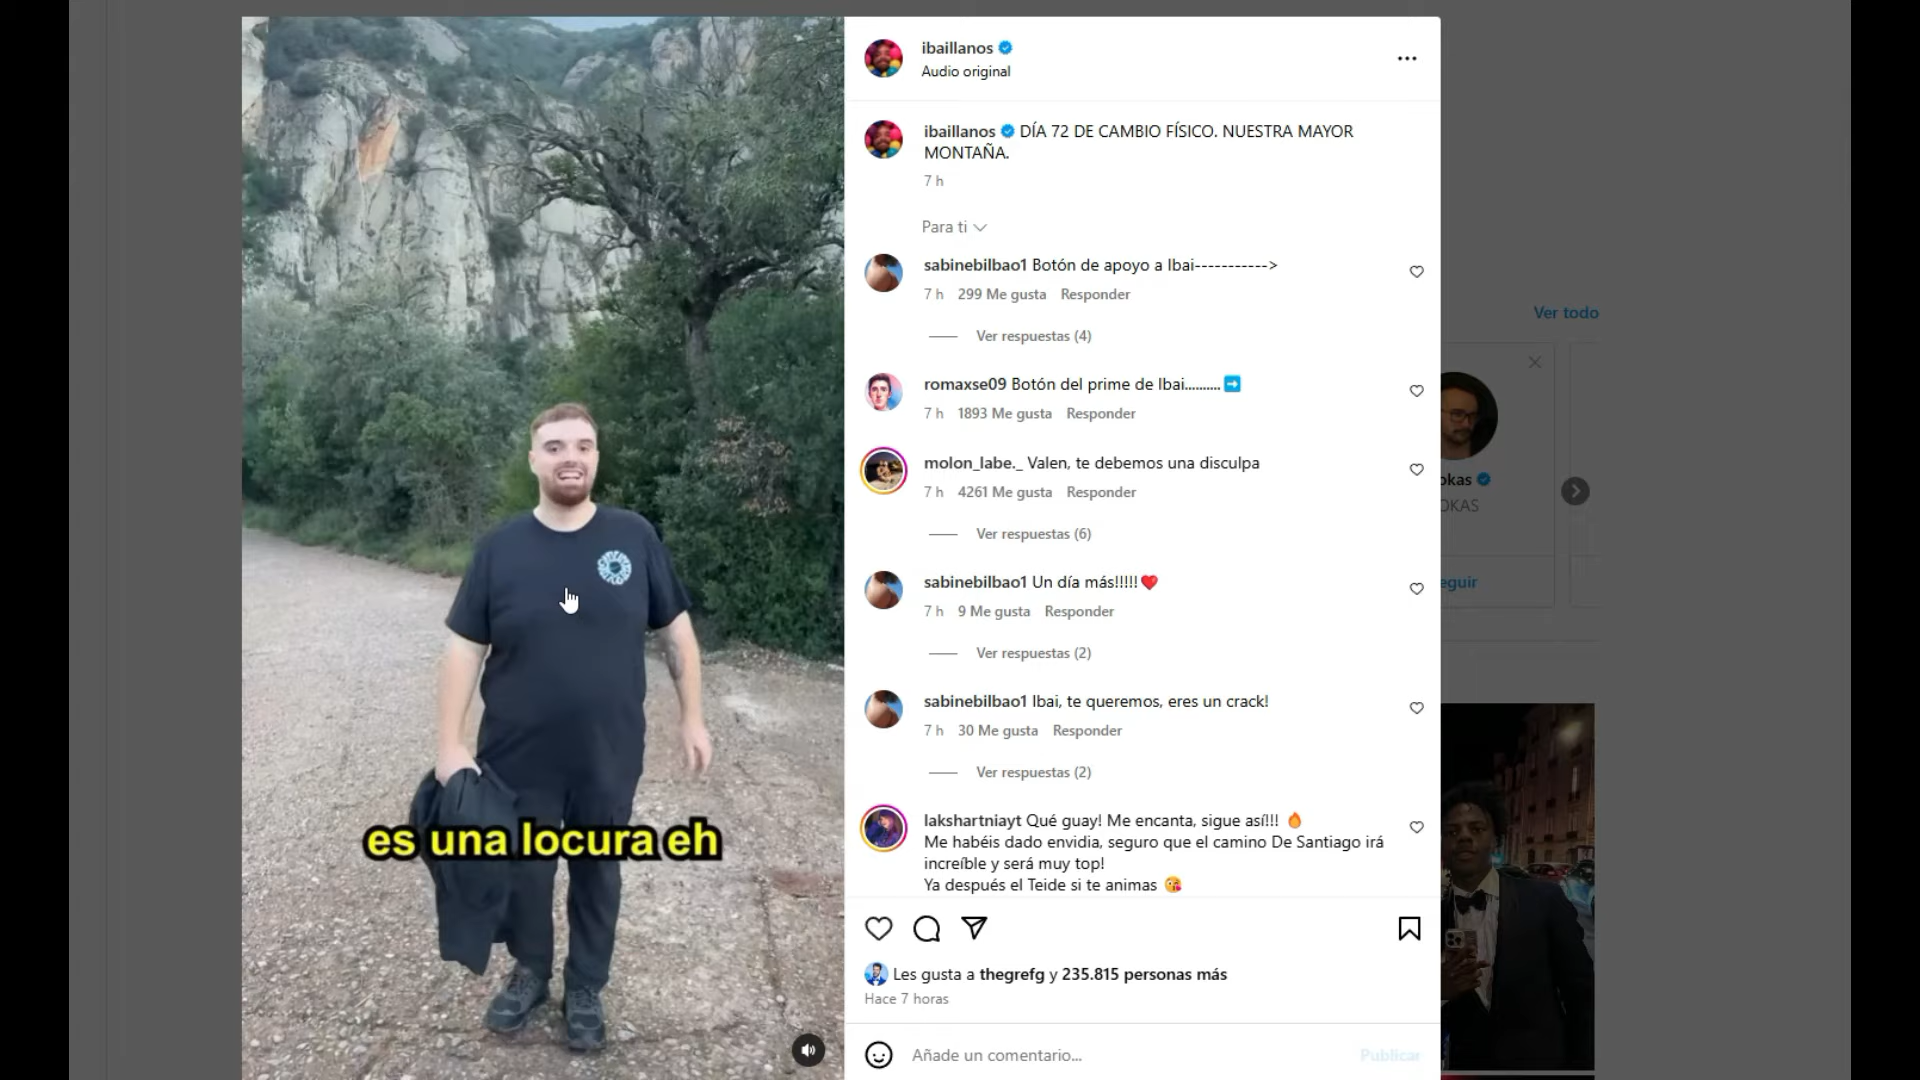 ibaillanos
Audio original
ibaillanos DÍA 72 DE CAMBIO FÍSICO. NUESTRA MAYOR
MONTAÑA.
7 h
Para ti
sabinebilbao1 Botón de apoyo a Ibai----------->
7 h 299 Me gusta Responder
Ver respuestas (4)
romaxse09 Botón del prime de Ibai.......... ➡️
7 h 1893 Me gusta Responder
molon_labe._ Valen, te debemos una disculpa
7 h 4261 Me gusta Responder
Ver respuestas (6)
sabinebilbao1 Un día más!!!!!❤️
7 h 9 Me gusta Responder
Ver respuestas (2)
sabinebilbao1 Ibai, te queremos, eres un crack!
7 h 30 Me gusta Responder
Ver respuestas (2)
lakshartniayt Qué guay! Me encanta, sigue así!!! 🔥
Me habéis dado envidia, seguro que el camino De Santiago irá
increíble y será muy top!
Ya después el Teide si te animas 😘
Les gusta a thegrefg y 235.815 personas más
Hace 7 horas
Añade un comentario...
Publicar
es una locura eh
Ver todo
okas
OKAS
eguir